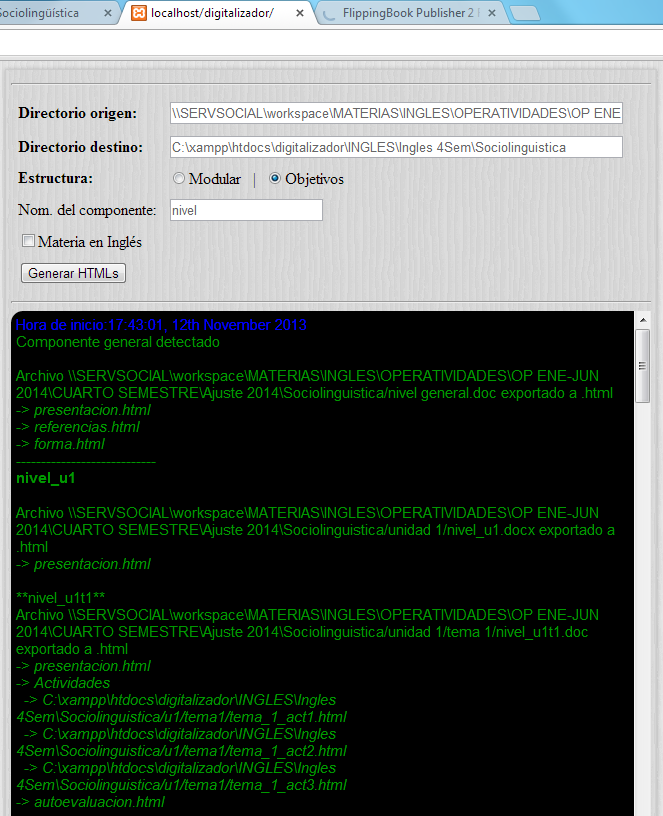 Sociolingüística
localhost/digitalizador/
FlippingBook Publisher 2
Directorio origen: \\SERVSOCIAL\workspace\MATERIAS\INGLES\OPERATIVIDADES\OP ENE
Directorio destino: C:\xampp\htdocs\digitalizador\INGLES\Ingles 4Sem\Sociolinguistica
Estructura: Modular | Objetivos
Nom. del componente: nivel
Materia en Inglés
Generar HTMLs
Hora de inicio:17:43:01, 12th November 2013
Componente general detectado
Archivo \\SERVSOCIAL\workspace\MATERIAS\INGLES\OPERATIVIDADES\OP ENE-JUN
2014\CUARTO SEMESTRE\Ajuste 2014\Sociolinguistica/nivel general.doc exportado a .html
-> presentacion.html
-> referencias.html
-> forma.html
----------------------------
nivel_u1
Archivo \\SERVSOCIAL\workspace\MATERIAS\INGLES\OPERATIVIDADES\OP ENE-JUN
2014\CUARTO SEMESTRE\Ajuste 2014\Sociolinguistica/unidad 1/nivel_u1.docx exportado a
.html
-> presentacion.html
**nivel_u1t1**
Archivo \\SERVSOCIAL\workspace\MATERIAS\INGLES\OPERATIVIDADES\OP ENE-JUN
2014\CUARTO SEMESTRE\Ajuste 2014\Sociolinguistica/unidad 1/tema 1/nivel_u1t1.doc
exportado a .html
-> presentacion.html
-> Actividades
-> C:\xampp\htdocs\digitalizador\INGLES\Ingles
4Sem\Sociolinguistica/u1/tema1/tema_1_act1.html
-> C:\xampp\htdocs\digitalizador\INGLES\Ingles
4Sem\Sociolinguistica/u1/tema1/tema_1_act2.html
-> C:\xampp\htdocs\digitalizador\INGLES\Ingles
4Sem\Sociolinguistica/u1/tema1/tema_1_act3.html
-> autoevaluacion.html